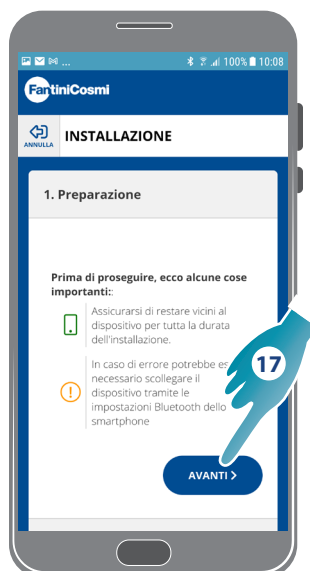 ... 100% 10:08
FantiniCosmi
ANNULLA
INSTALLAZIONE
1. Preparazione
Prima di proseguire, ecco alcune cose
importanti::
Assicurarsi di restare vicini al
dispositivo per tutta la durata
dell'installazione.
In caso di errore potrebbe es
necessario scollegare il
dispositivo tramite le
impostazioni Bluetooth dello
smartphone
17
AVANTI >